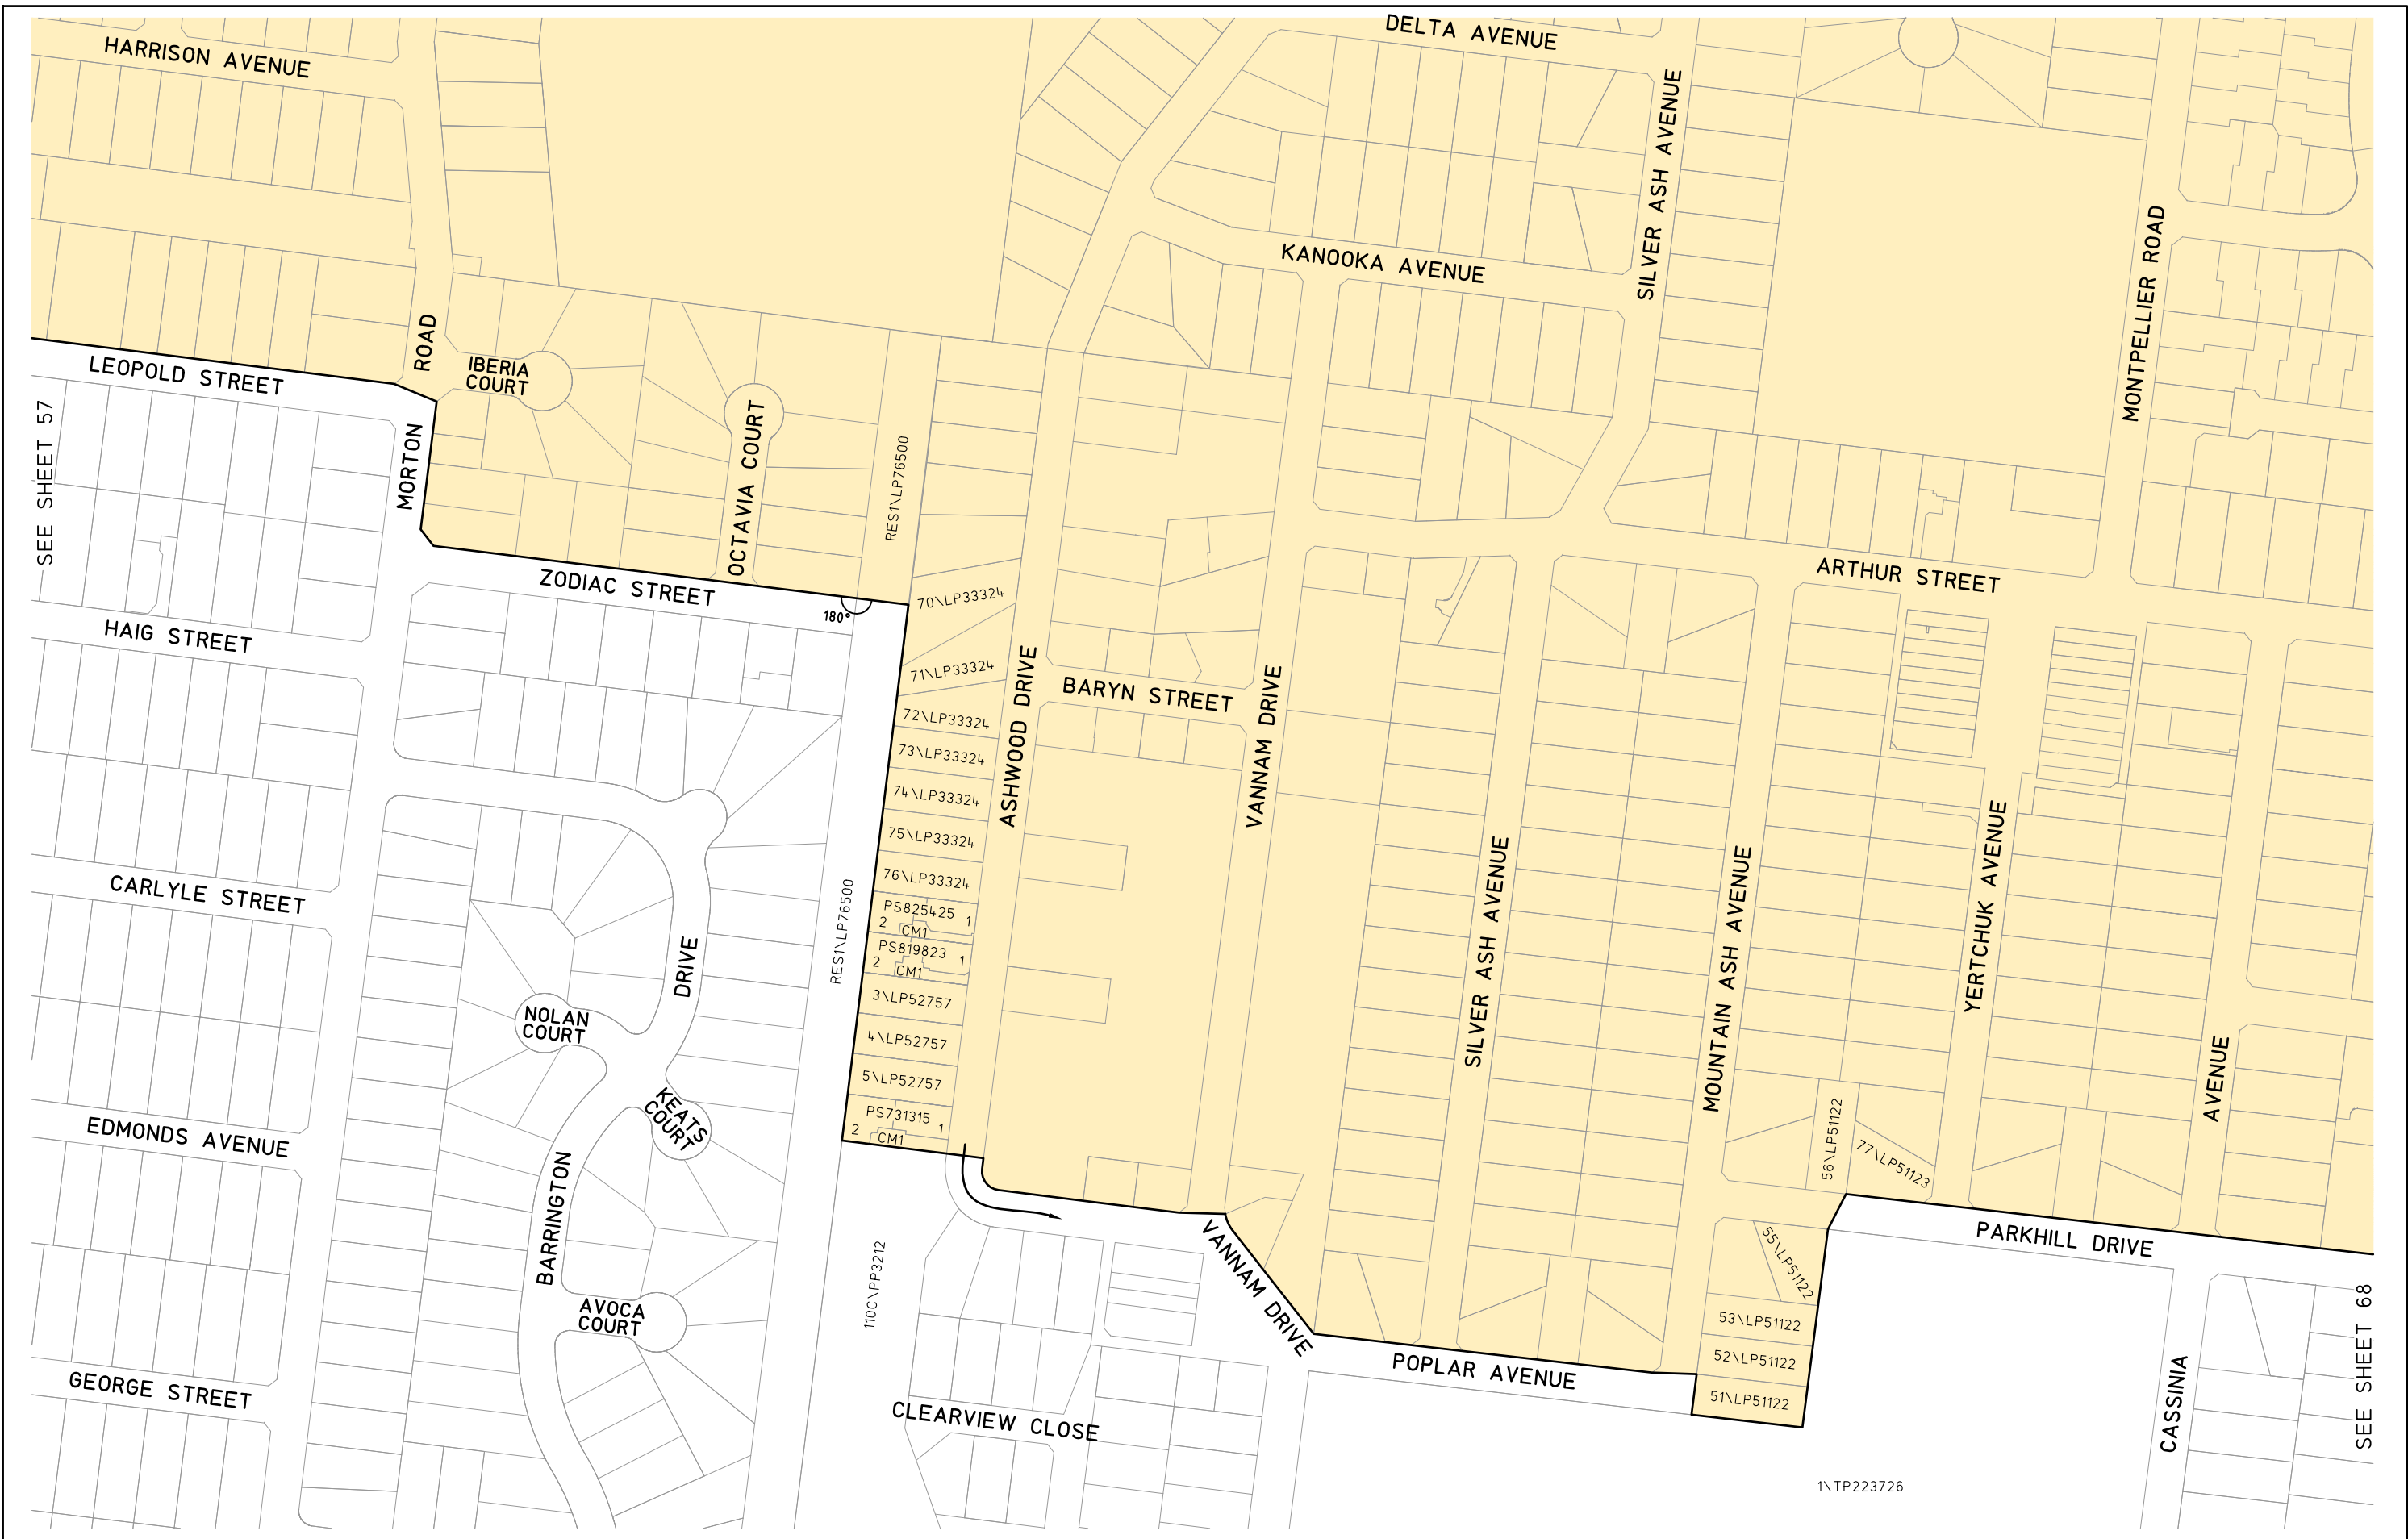 DELTA AVENUE
HARRISON AVENUE
SILVER ASH AVENUE
KANOOKA AVENUE
MONTPELLIER ROAD
ROAD
IBERIA
COURT
LEOPOLD STREET
SEE SHEET 57
MORTON
OCTAVIA COURT
RES1\LP76500
ZODIAC STREET
180°
ARTHUR STREET
70\LP33324
HAIG STREET
71\LP33324
ASHWOOD DRIVE
BARYN STREET
VANNAM DRIVE
72\LP33324
73\LP33324
74\LP33324
75\LP33324
76\LP33324
CARLYLE STREET
RES1\LP76500
PS825425
2 1
CM1
PS819823
2 1
CM1
DRIVE
SILVER ASH AVENUE
MOUNTAIN ASH AVENUE
YERTCHUK AVENUE
AVENUE
3\LP52757
NOLAN
COURT
4\LP52757
5\LP52757
KEATS
COURT
PS731315
2 1
CM1
EDMONDS AVENUE
56\LP51122
77\LP51123
BARRINGTON
VANNAM DRIVE
PARKHILL DRIVE
55\LP51122
110C\PP3212
AVOCA
COURT
53\LP51122
52\LP51122
POPLAR AVENUE
51\LP51122
GEORGE STREET
CLEARVIEW CLOSE
CASSINIA
SEE SHEET 68
1\TP223726